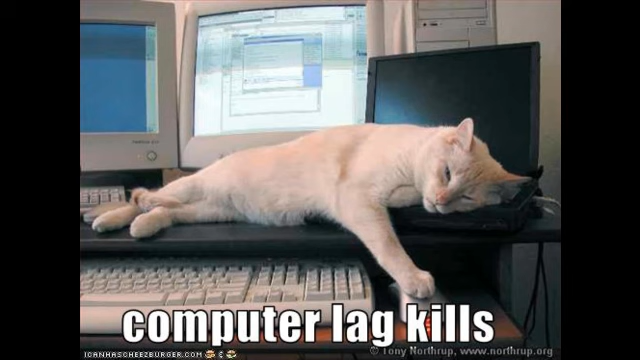 computer lag kills
ICANHASCHEEZBURGER.COM
© Tony Northrup, www.northrup.org